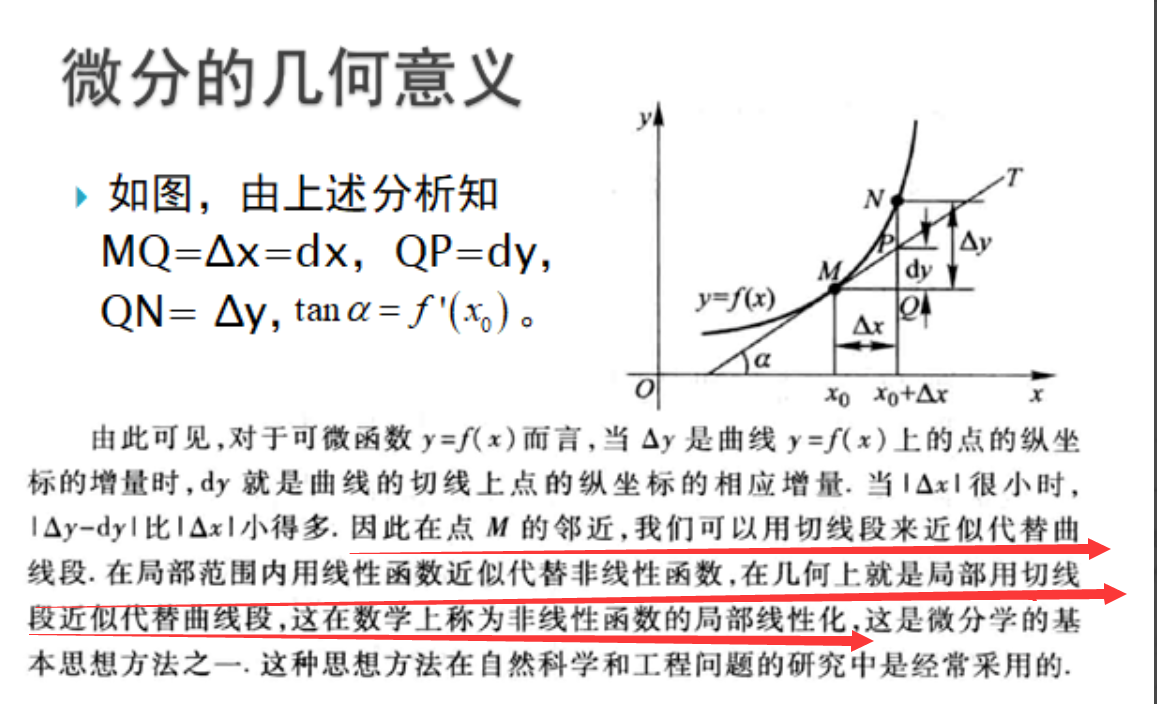 微分的几何意义
如图，由上述分析知
MQ=Δx=dx，QP=dy，
QN= Δy, tan α = f '(x₀) 。
y
T
N
P
Δy
M
dy
y=f(x)
Q
Δx
α
O
x₀
x₀+Δx
x
由此可见,对于可微函数 y=f(x)而言,当 Δy 是曲线 y=f(x)上的点的纵坐
标的增量时,dy 就是曲线的切线上点的纵坐标的相应增量. 当|Δx|很小时,
|Δy-dy|比|Δx|小得多. 因此在点 M 的邻近,我们可以用切线段来近似代替曲
线段. 在局部范围内用线性函数近似代替非线性函数,在几何上就是局部用切线
段近似代替曲线段,这在数学上称为非线性函数的局部线性化,这是微分学的基
本思想方法之一. 这种思想方法在自然科学和工程问题的研究中是经常采用的.